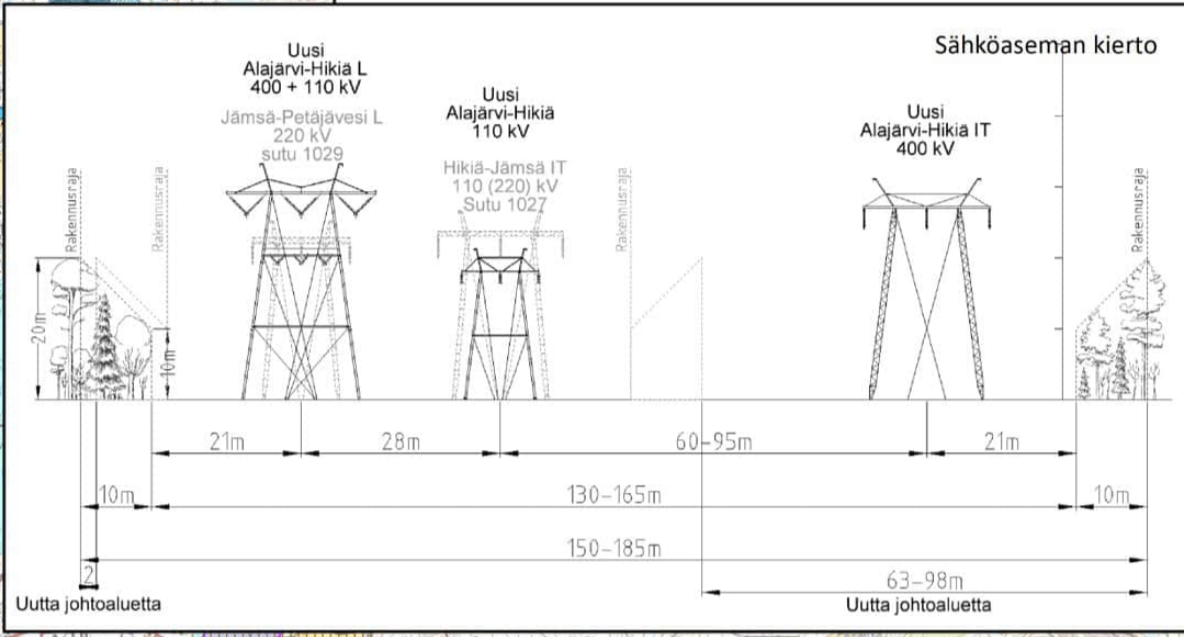 Sähköaseman kierto
Uusi
Alajärvi-Hikiä L
400 + 110 kV
Jämsä-Petäjävesi L
220 kV
sutu 1029
Uusi
Alajärvi-Hikiä
110 kV
Hikiä-Jämsä IT
110 (220) kV
Sutu 1027
Uusi
Alajärvi-Hikiä IT
400 kV
Rakennusraja
Rakennusraja
Rakennusraja
Rakennusraja
20m
10m
21m
28m
60-95m
21m
10m
130-165m
10m
150-185m
2
63-98m
Uutta johtoaluetta
Uutta johtoaluetta